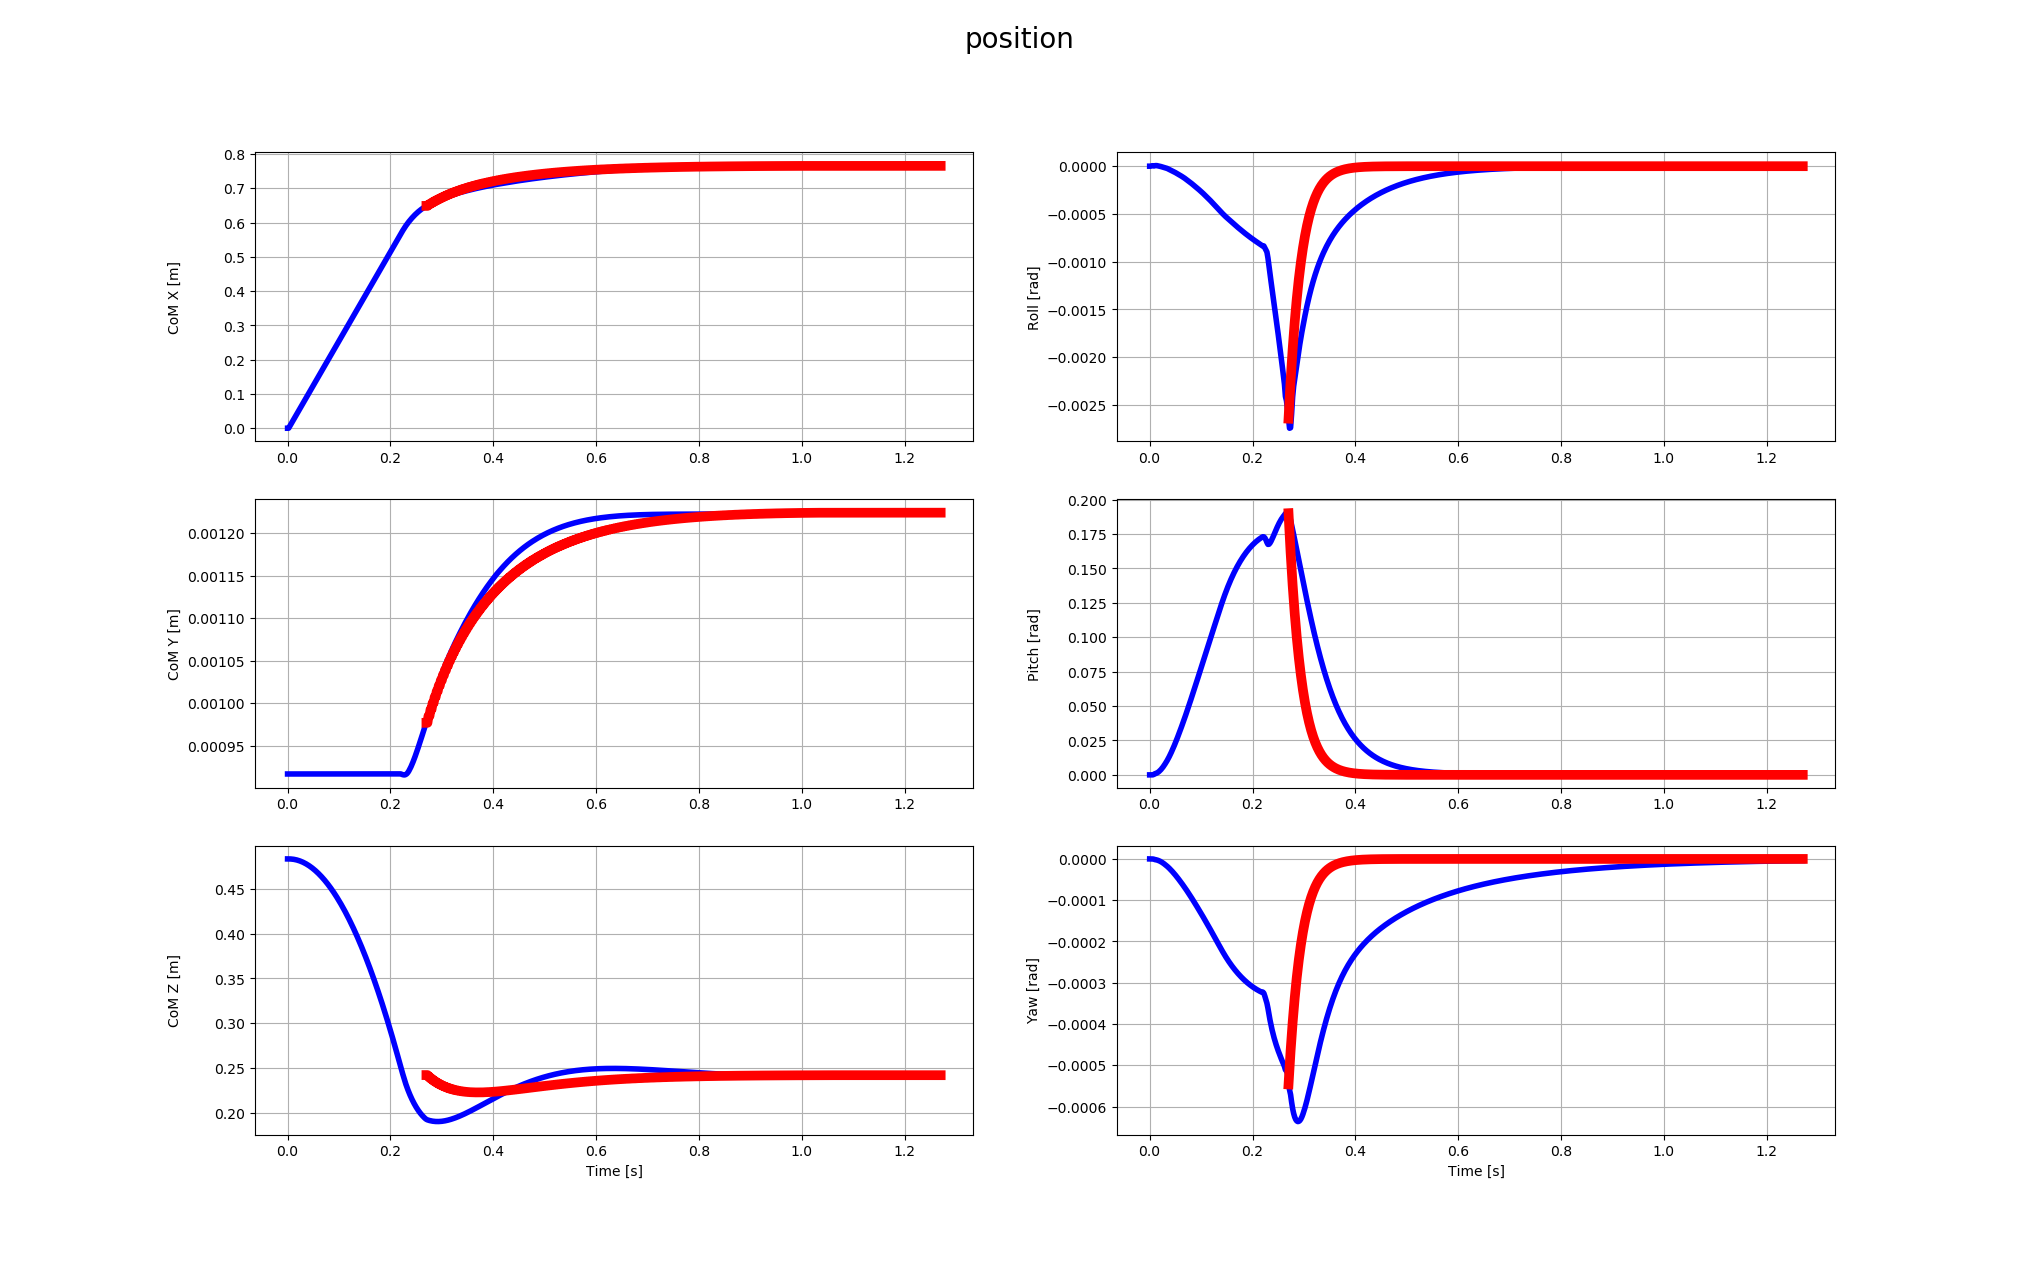 position
CoM X [m]
0.8
0.7
0.6
0.5
0.4
0.3
0.2
0.1
0.0
0.0 0.2 0.4 0.6 0.8 1.0 1.2
Roll [rad]
0.0000
−0.0005
−0.0010
−0.0015
−0.0020
−0.0025
0.0 0.2 0.4 0.6 0.8 1.0 1.2
CoM Y [m]
0.00120
0.00115
0.00110
0.00105
0.00100
0.00095
0.0 0.2 0.4 0.6 0.8 1.0 1.2
Pitch [rad]
0.200
0.175
0.150
0.125
0.100
0.075
0.050
0.025
0.000
0.0 0.2 0.4 0.6 0.8 1.0 1.2
CoM Z [m]
0.45
0.40
0.35
0.30
0.25
0.20
0.0 0.2 0.4 0.6 0.8 1.0 1.2
Time [s]
Yaw [rad]
0.0000
−0.0001
−0.0002
−0.0003
−0.0004
−0.0005
−0.0006
0.0 0.2 0.4 0.6 0.8 1.0 1.2
Time [s]